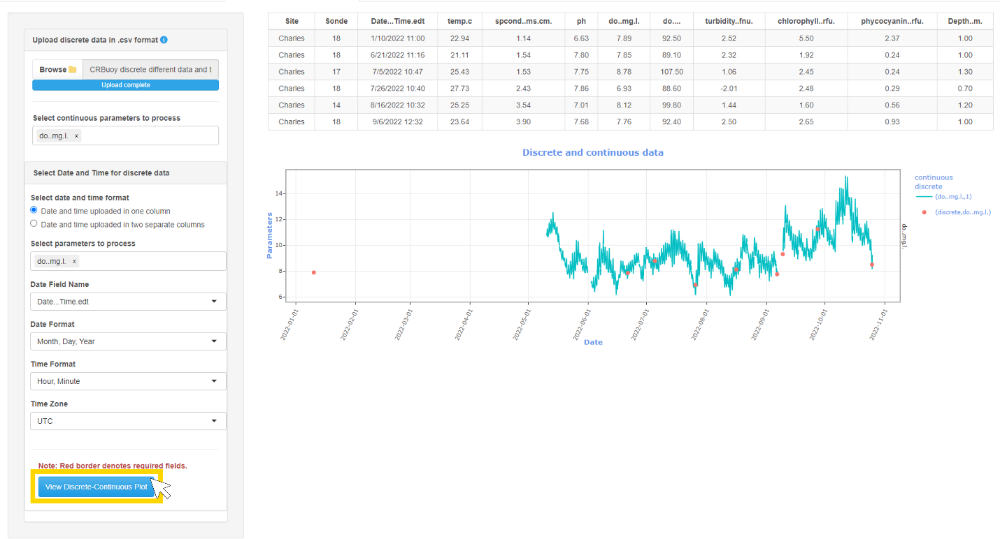 Upload discrete data in .csv format
Browse CRBuoy discrete different data and t
Upload complete
Select continuous parameters to process
do..mg.l. ×
Select Date and Time for discrete data
Select date and time format
Date and time uploaded in one column
Date and time uploaded in two separate columns
Select parameters to process
do..mg.l. ×
Date Field Name
Date...Time.edt
Date Format
Month, Day, Year
Time Format
Hour, Minute
Time Zone
UTC
Note: Red border denotes required fields.
View Discrete-Continuous Plot
Site Sonde Date...Time.edt temp.c spcond..ms.cm. ph do..mg.l. do.... turbidity..fnu. chlorophyll..rfu. phycocyanin..rfu. Depth..m.
Charles 18 1/10/2022 11:00 22.94 1.14 6.63 7.89 92.50 2.52 5.50 2.37 1.00
Charles 18 6/21/2022 11:16 21.11 1.54 7.80 7.85 89.10 2.32 1.92 0.24 1.00
Charles 17 7/5/2022 10:47 25.43 1.53 7.75 8.78 107.50 1.06 2.45 0.24 1.30
Charles 18 7/26/2022 10:40 27.73 2.43 7.86 6.93 88.60 -2.01 2.48 0.29 0.70
Charles 14 8/16/2022 10:32 25.25 3.54 7.01 8.12 99.80 1.44 1.60 0.56 1.20
Charles 18 9/6/2022 12:32 23.64 3.90 7.68 7.76 92.40 2.50 2.65 0.93 1.00
Discrete and continuous data
Parameters
14
12
10
8
6
2022-01-01
2022-02-01
2022-03-01
2022-04-01
2022-05-01
2022-06-01
2022-07-01
2022-08-01
2022-09-01
2022-10-01
2022-11-01
Date
do..mg.l.
continuous
discrete
(do..mg.l.,1)
(discrete,do..mg.l.)